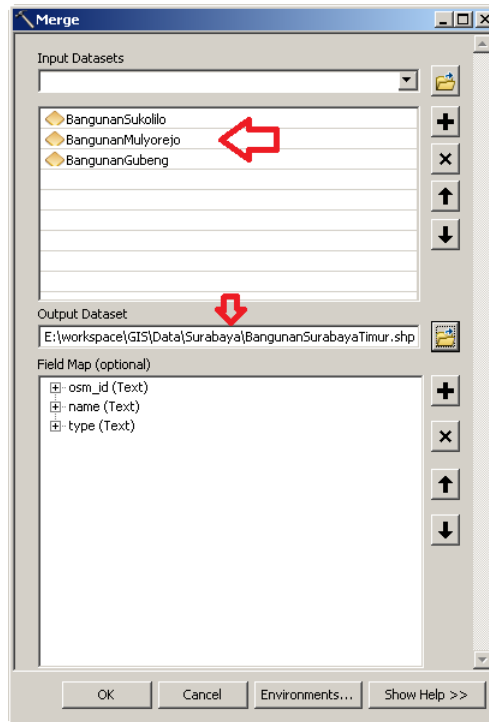 Merge
Input Datasets
BangunanSukolilo
BangunanMulyorejo
BangunanGubeng
Output Dataset
E:\workspace\GIS\Data\Surabaya\BangunanSurabayaTimur.shp
Field Map (optional)
osm_id (Text)
name (Text)
type (Text)
OK Cancel Environments... Show Help >>